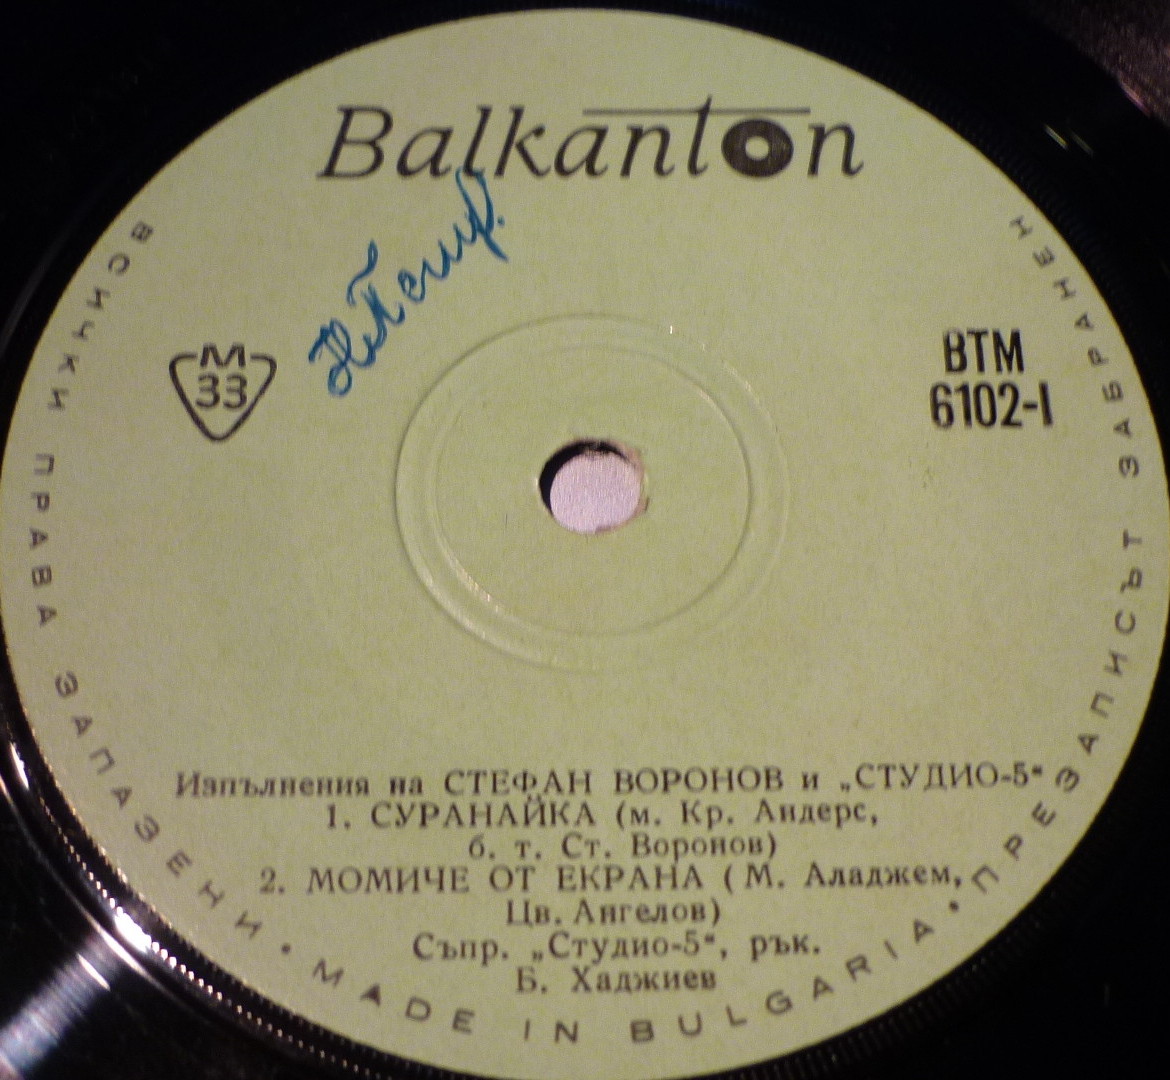 Balkanton
М
33
ВТМ
6102-I
Изпълнения на СТЕФАН ВОРОНОВ и „СТУДИО-5“
1. СУРАНАЙКА (м. Кр. Андерс,
б. т. Ст. Воронов)
2. МОМИЧЕ ОТ ЕКРАНА ( М. Аладжем,
Цв. Ангелов)
Съпр. „Студио-5“, рък.
Б. Хаджиев
ВСИЧКИ ПРАВА ЗАПАЗЕНИ • MADE IN BULGARIA • ПРЕЗАПИСЪТ ЗАБРАНЕН